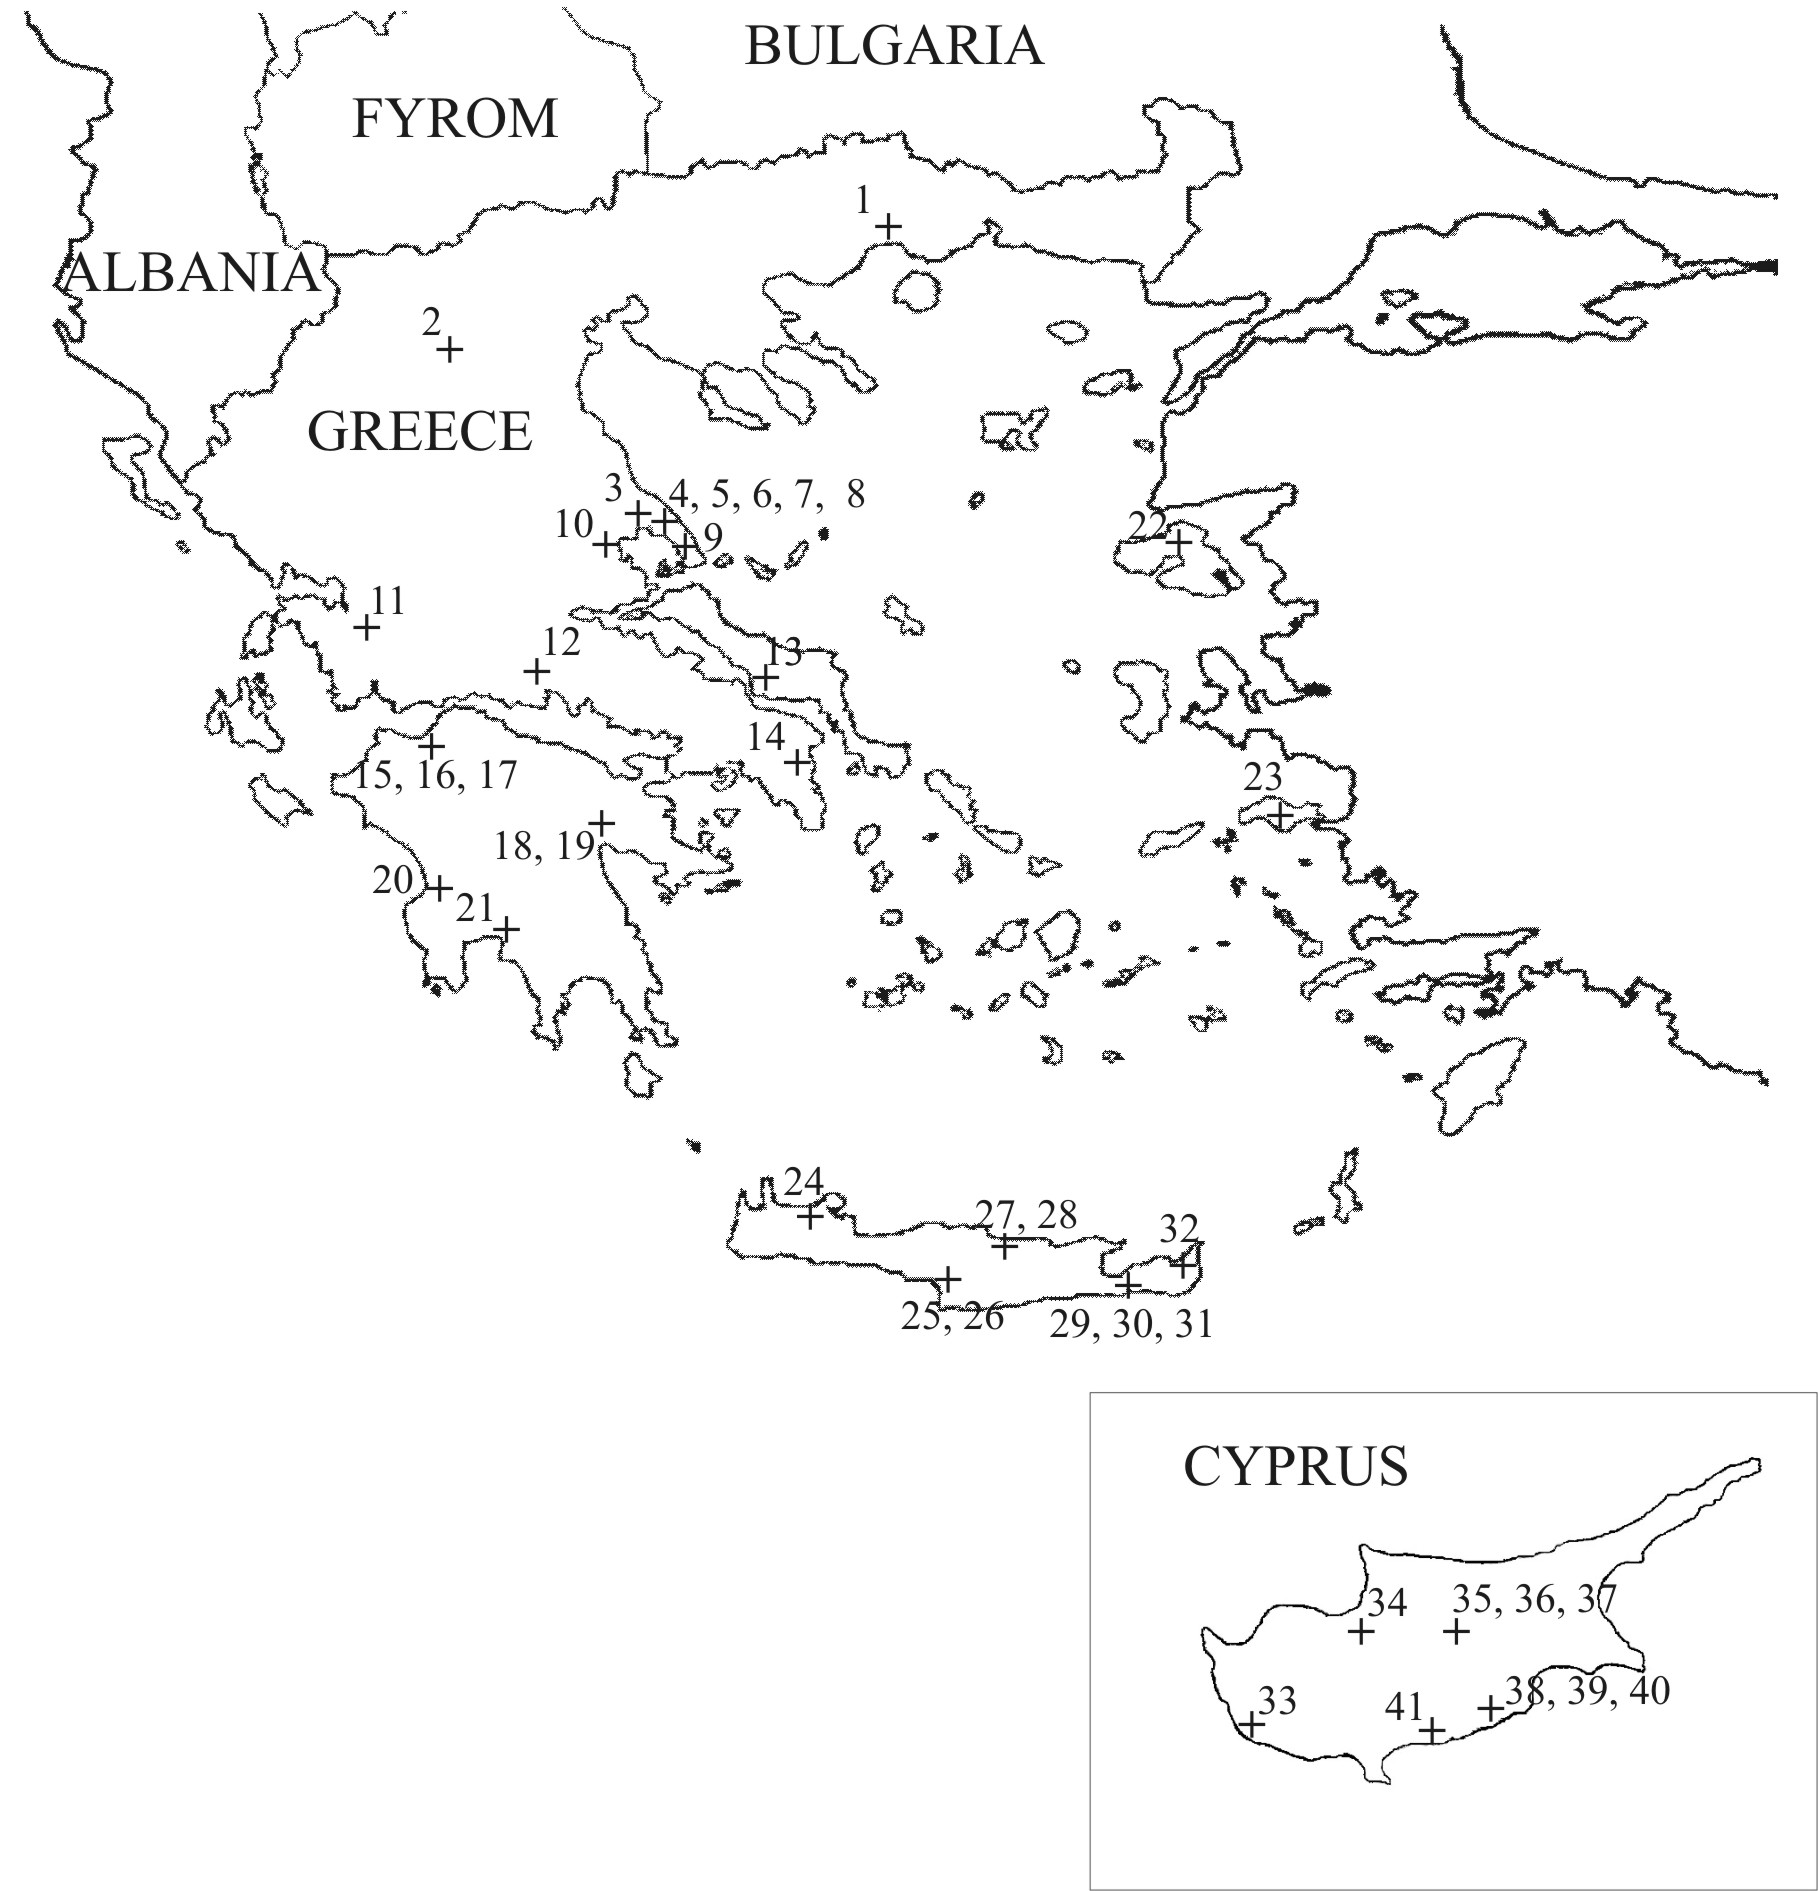 BULGARIA
FYROM
1
ALBANIA
2
GREECE
3
4, 5, 6, 7, 8
10
9
22
11
12
13
14
15, 16, 17
23
18, 19
20
21
24
27, 28
32
25, 26
29, 30, 31
CYPRUS
34
35, 36, 37
33
41
38, 39, 40